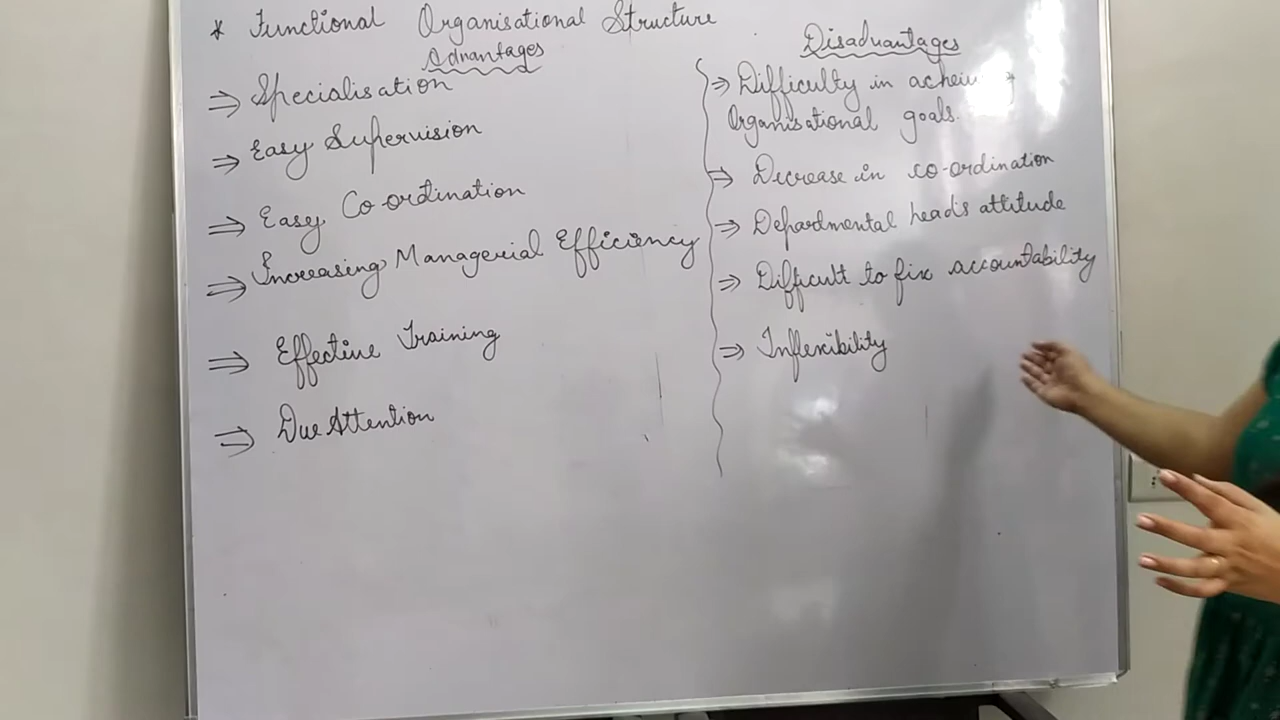 * Functional Organisational Structure
Advantages
⇒ Specialisation
⇒ Easy Supervision
⇒ Easy Co-ordination
⇒ Increasing Managerial Efficiency
⇒ Effective Training
⇒ Due Attention
Disadvantages
⇒ Difficulty in
Organisational goals.
⇒ Decrease in co-ordination
⇒ Departmental heads attitude
⇒ Difficult to fix accountability
⇒ Inflexibility